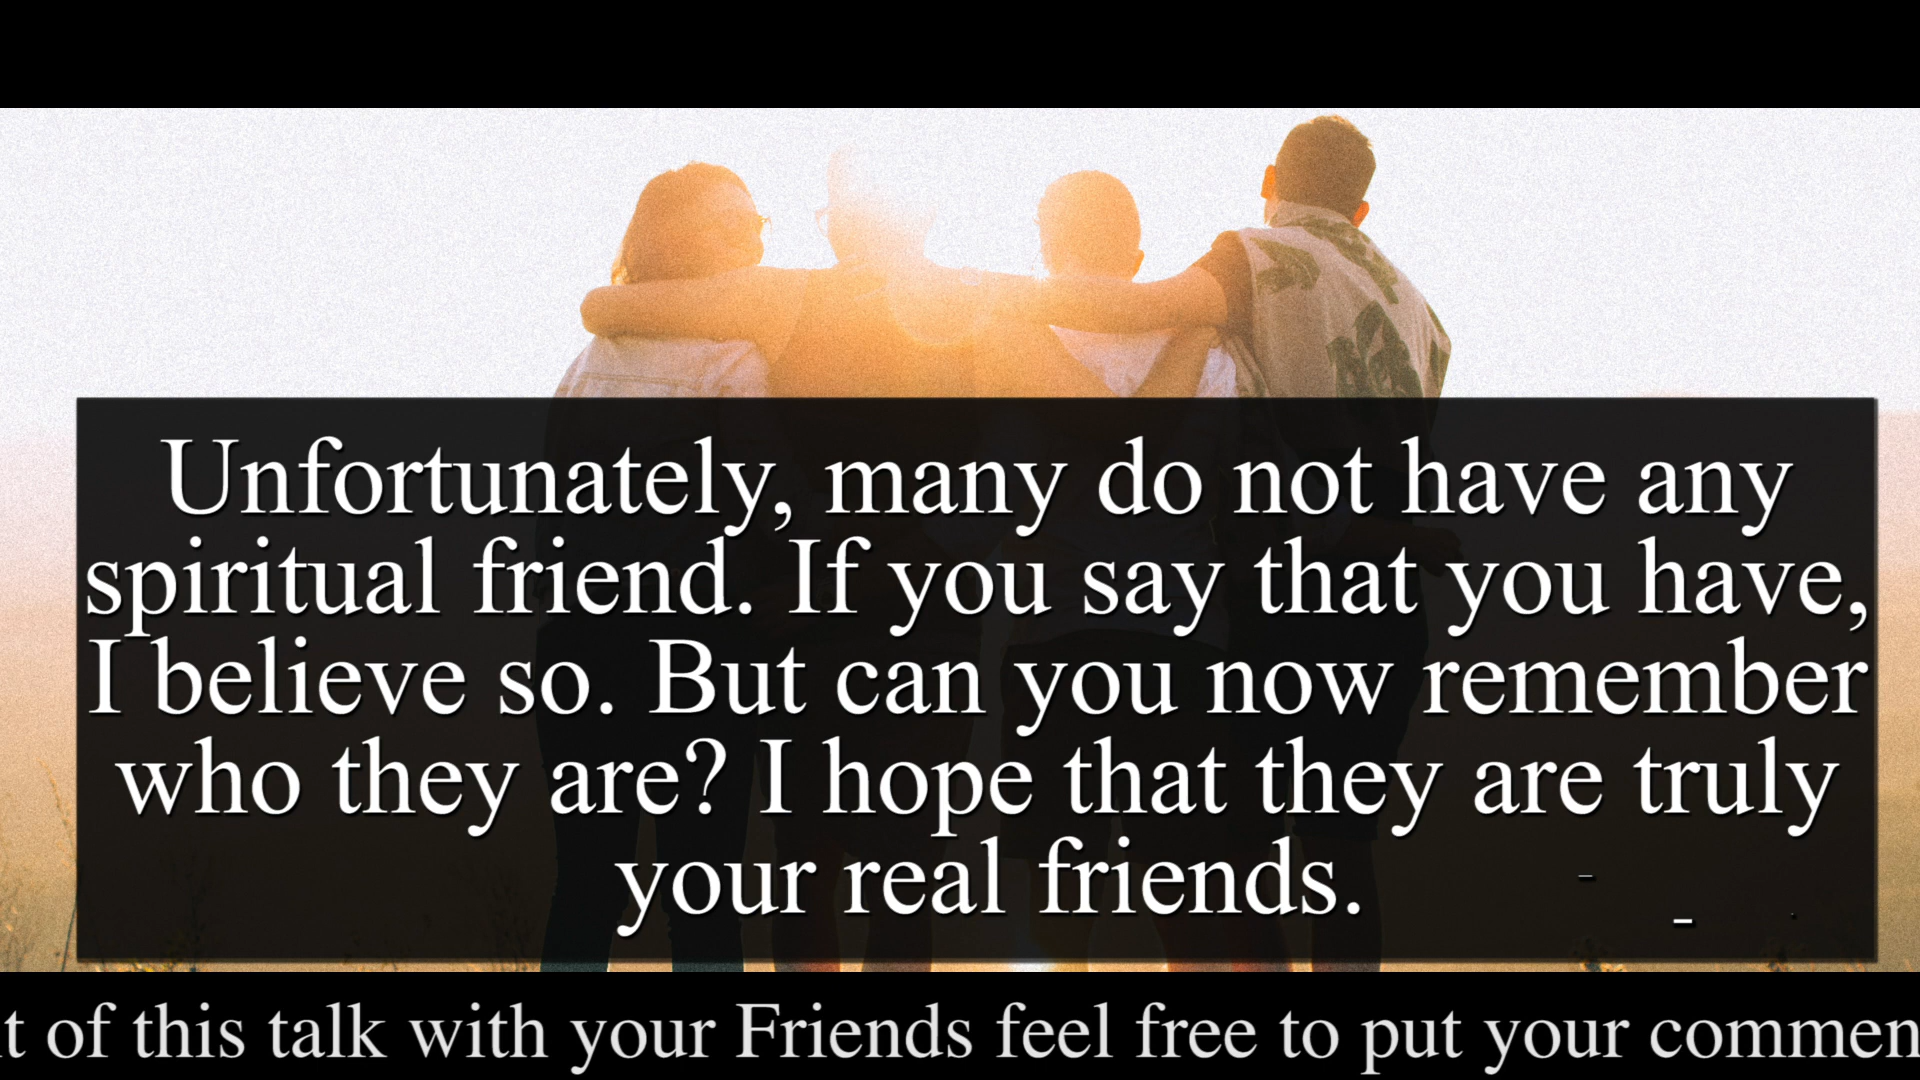 Unfortunately, many do not have any
spiritual friend. If you say that you have,
I believe so. But can you now remember
who they are? I hope that they are truly
your real friends.
of this talk with your Friends feel free to put your